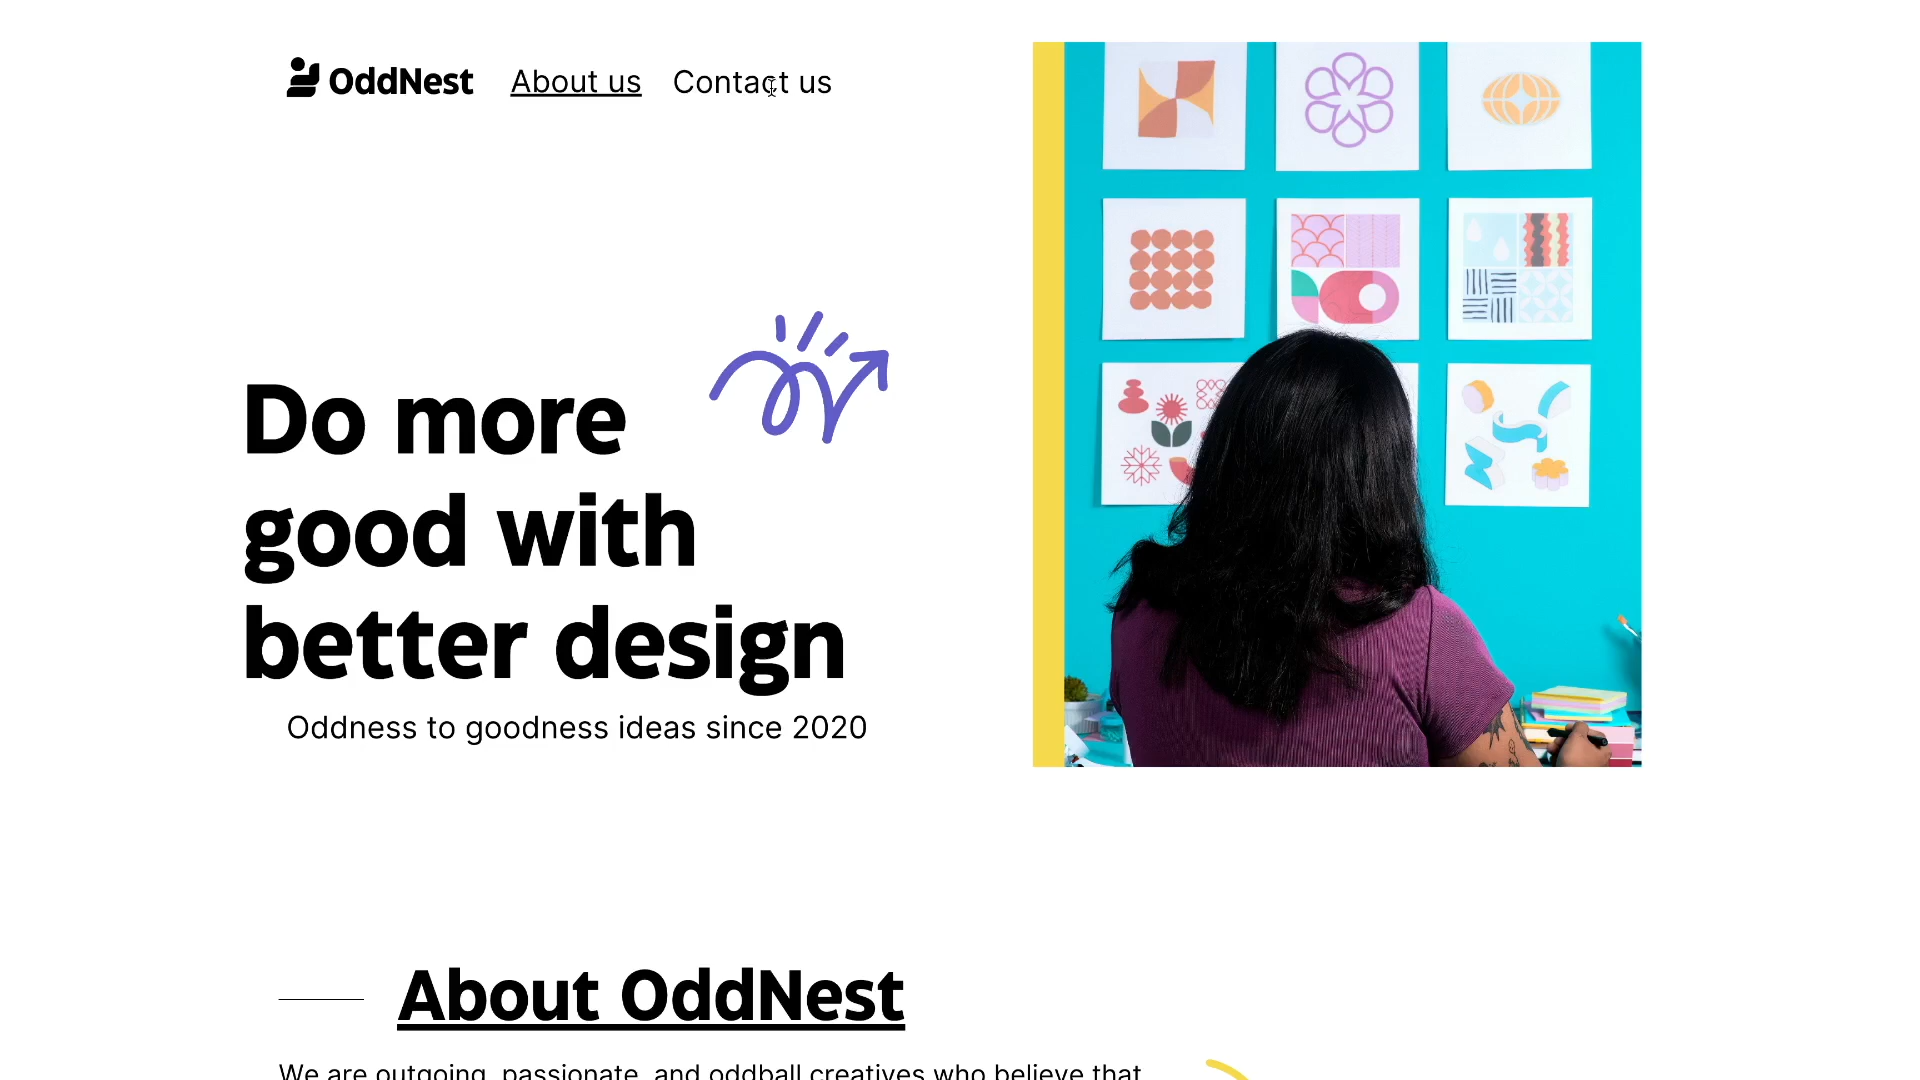 OddNest About us Contact us
Do more
good with
better design
Oddness to goodness ideas since 2020
About OddNest
We are outgoing, passionate, and oddball creatives who believe that